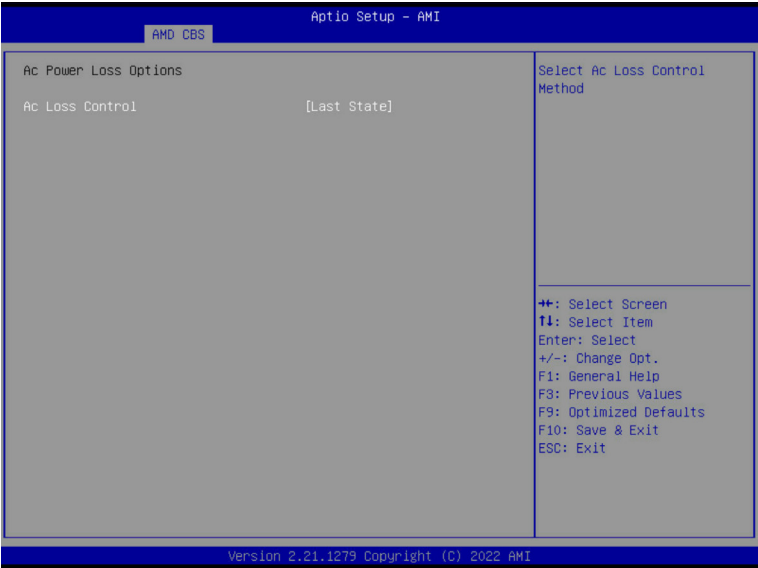 Aptio Setup - AMI
AMD CBS
Ac Power Loss Options
Ac Loss Control [Last State]
Select Ac Loss Control
Method
→←: Select Screen
↑↓: Select Item
Enter: Select
+/-: Change Opt.
F1: General Help
F3: Previous Values
F9: Optimized Defaults
F10: Save & Exit
ESC: Exit
Version 2.21.1279 Copyright (C) 2022 AMI